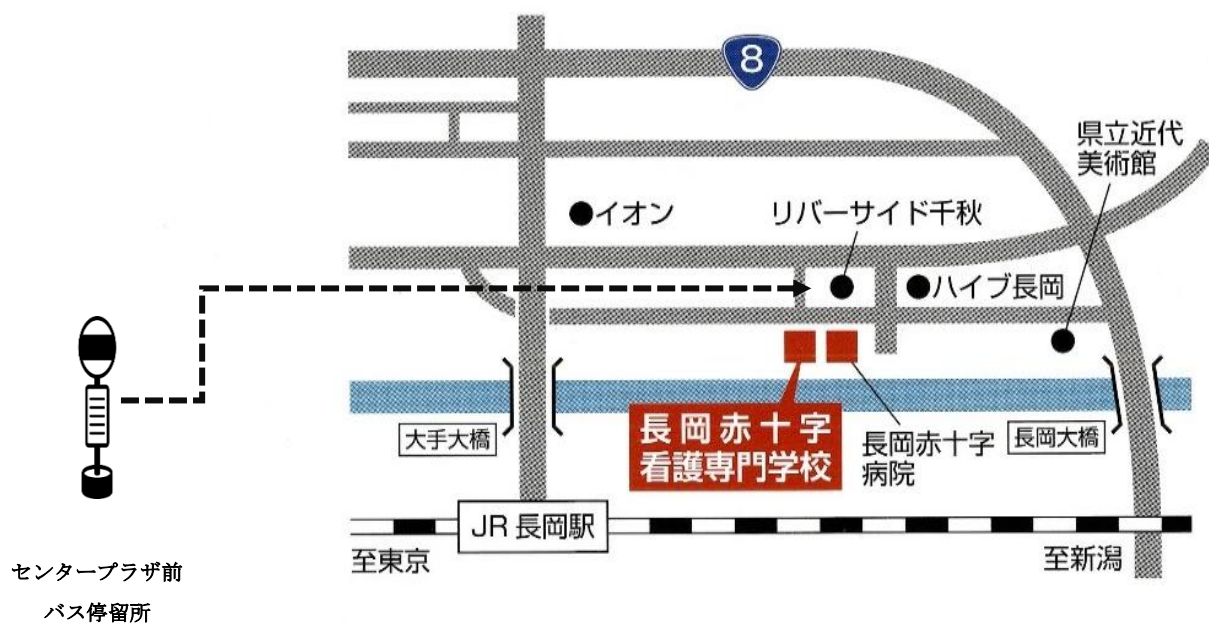 8
県立近代
美術館
イオン
リバーサイド千秋
ハイブ長岡
大手大橋
長岡赤十字
看護専門学校
長岡赤十字
病院
長岡大橋
JR 長岡駅
至東京
至新潟
センタープラザ前
バス停留所